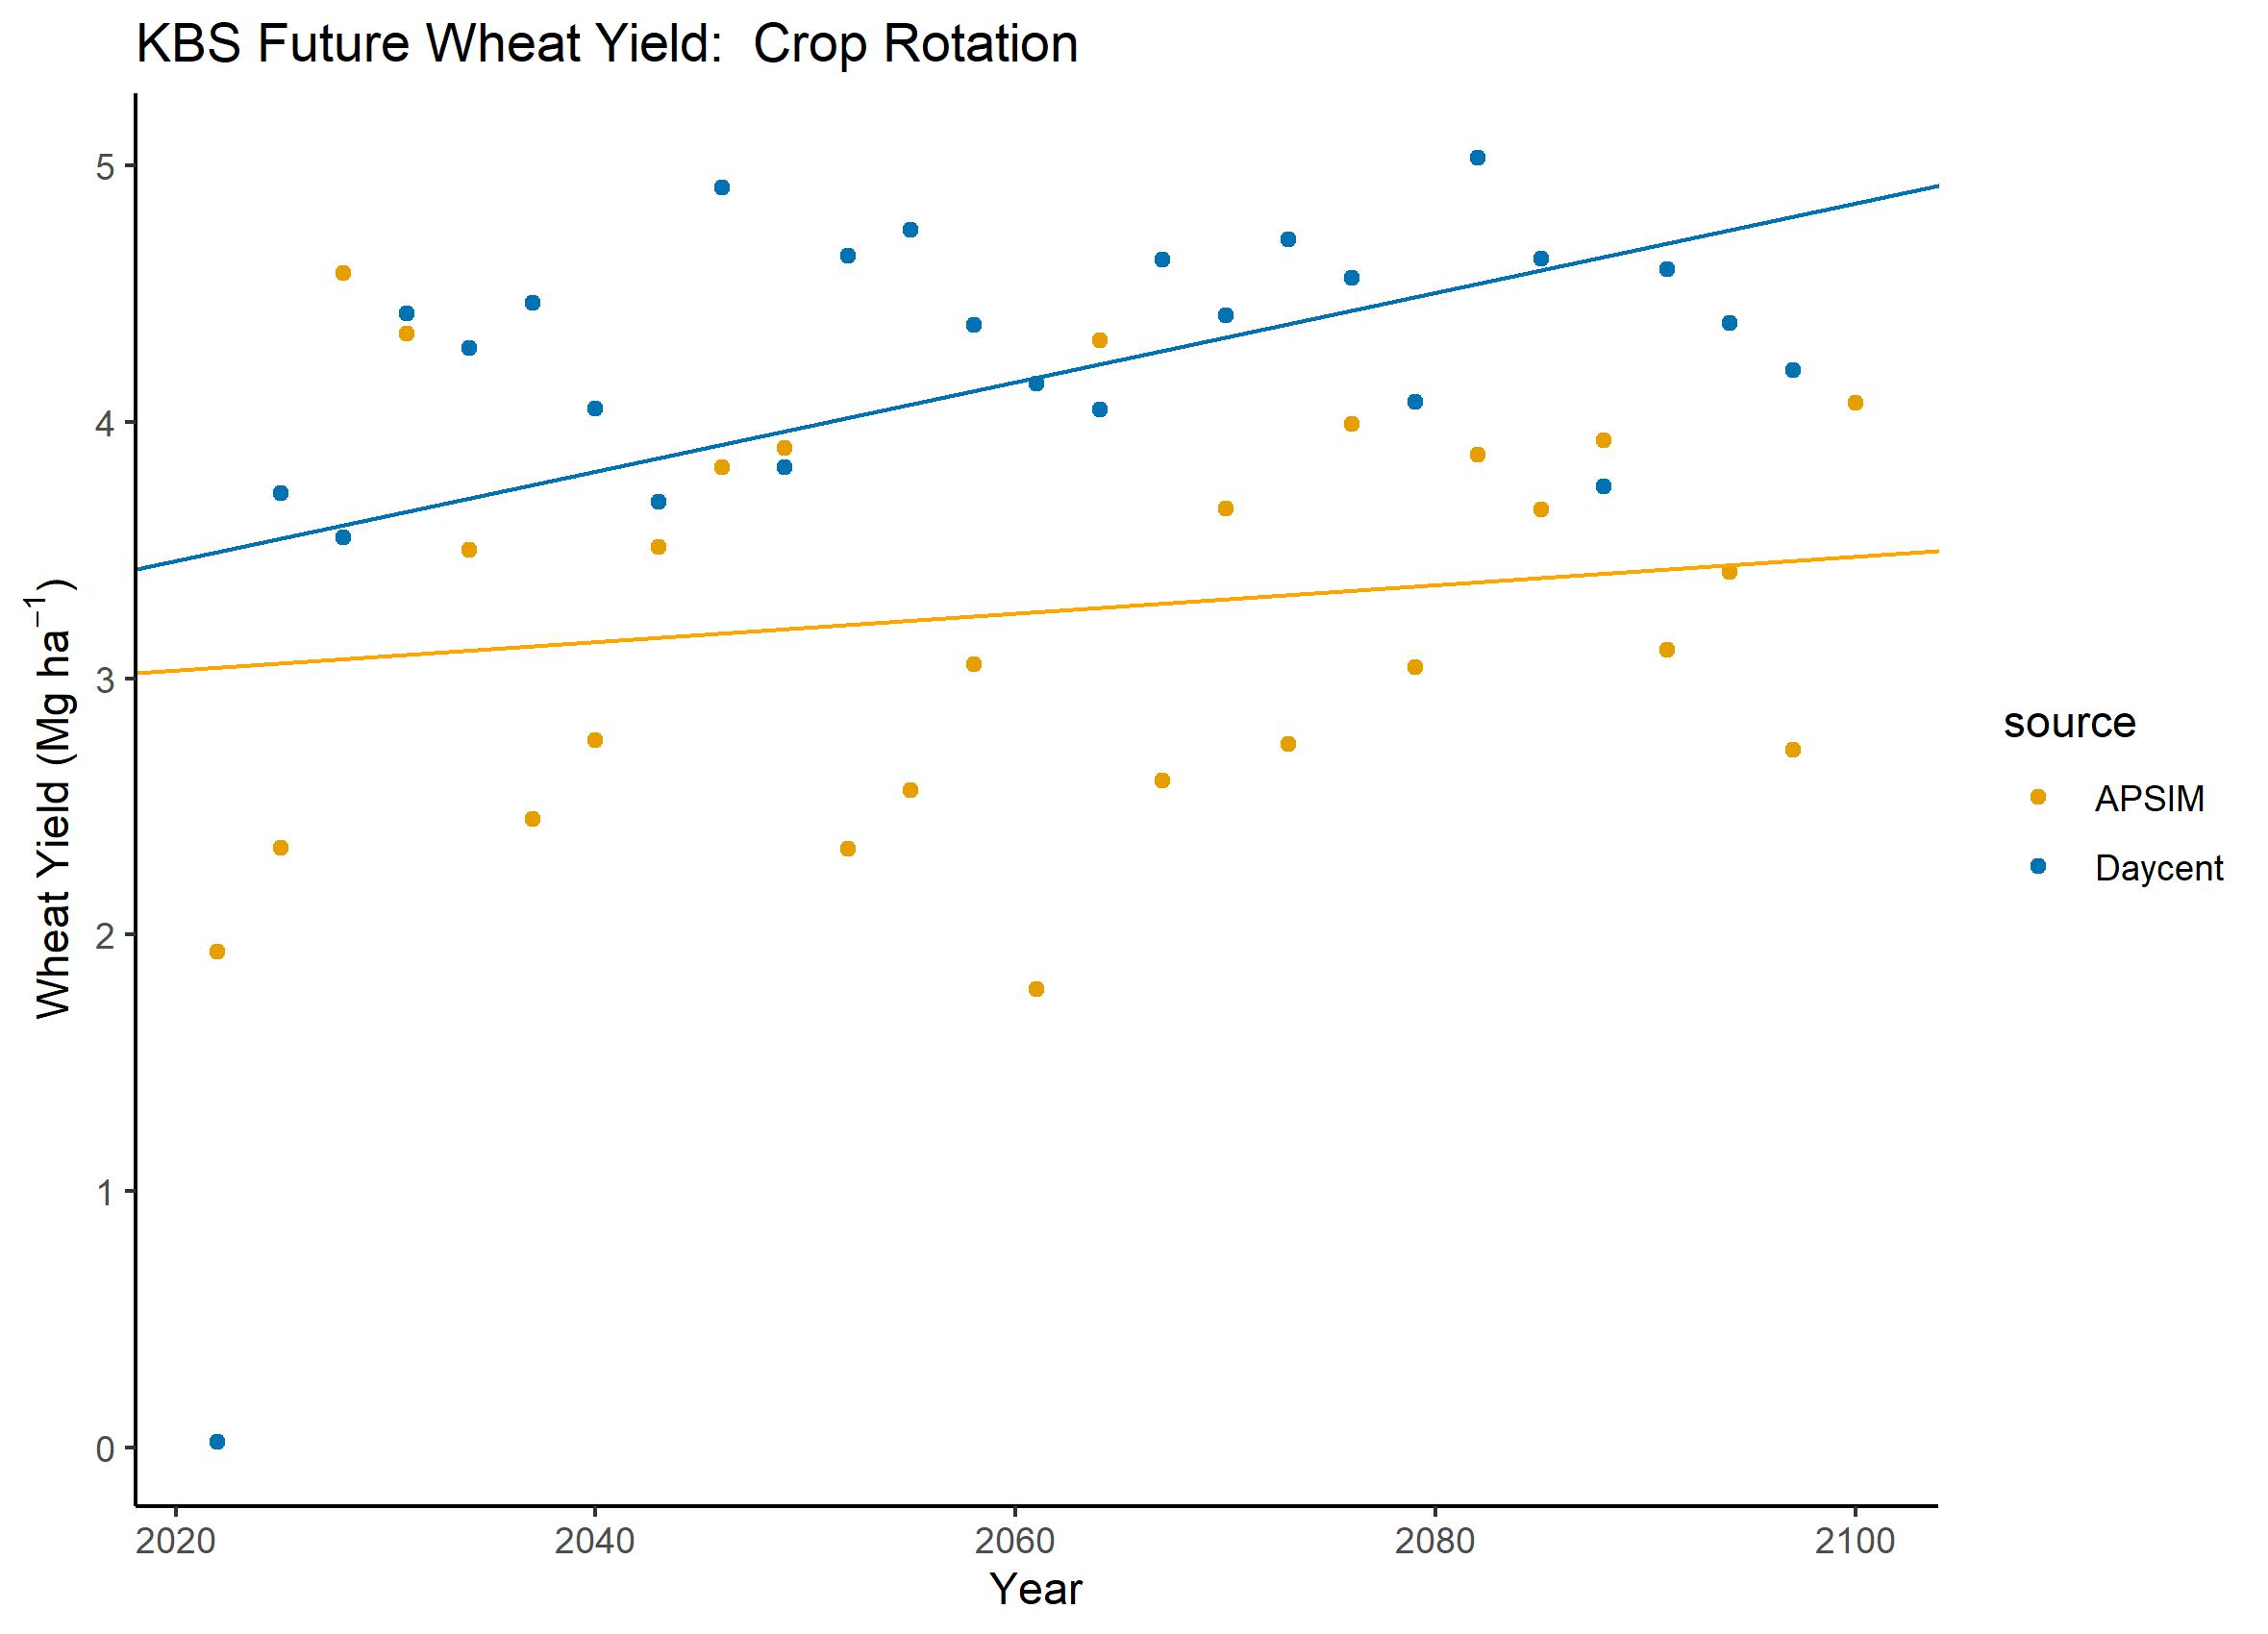 KBS Future Wheat Yield:  Crop Rotation
Wheat Yield (Mg ha⁻¹)
5
4
3
2
1
0
2020 2040 2060 2080 2100
Year
source
APSIM
Daycent